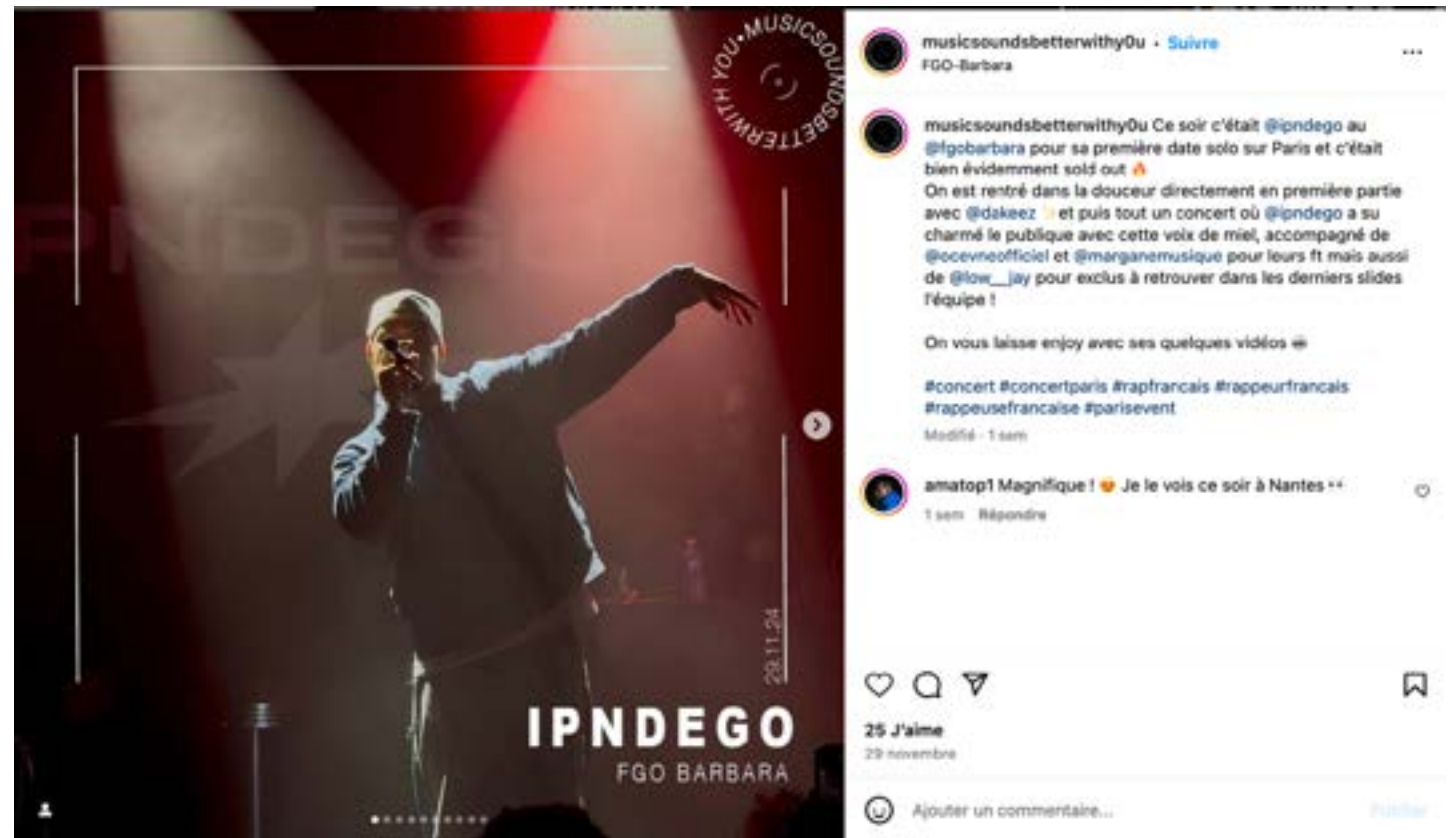 MUSICSOUNDSBETTERWITH YOU•
PNDEG
29.11.24
IPNDEGO
FGO BARBARA
musicsoundsbetterwithy0u • Suivre
FGO-Barbara
musicsoundsbetterwithy0u Ce soir c'était @ipndego au
@fgobarbara pour sa première date solo sur Paris et c'était
bien évidemment sold out 🔥
On est rentré dans la douceur directement en première partie
avec @dakeez ✨ et puis tout un concert où @ipndego a su
charmé le publique avec cette voix de miel, accompagné de
@ocevneofficiel et @marganemusique pour leurs ft mais aussi
de @low__jay pour exclus à retrouver dans les derniers slides
l'équipe !
On vous laisse enjoy avec ses quelques vidéos
#concert #concertparis #rapfrancais #rappeurfrancais
#rappeusefrancaise #parisevent
Modifié · 1 sem
amatop1 Magnifique ! 😍 Je le vois ce soir à Nantes 👀
1 sem Répondre
25 J'aime
29 novembre
Ajouter un commentaire...
Publier